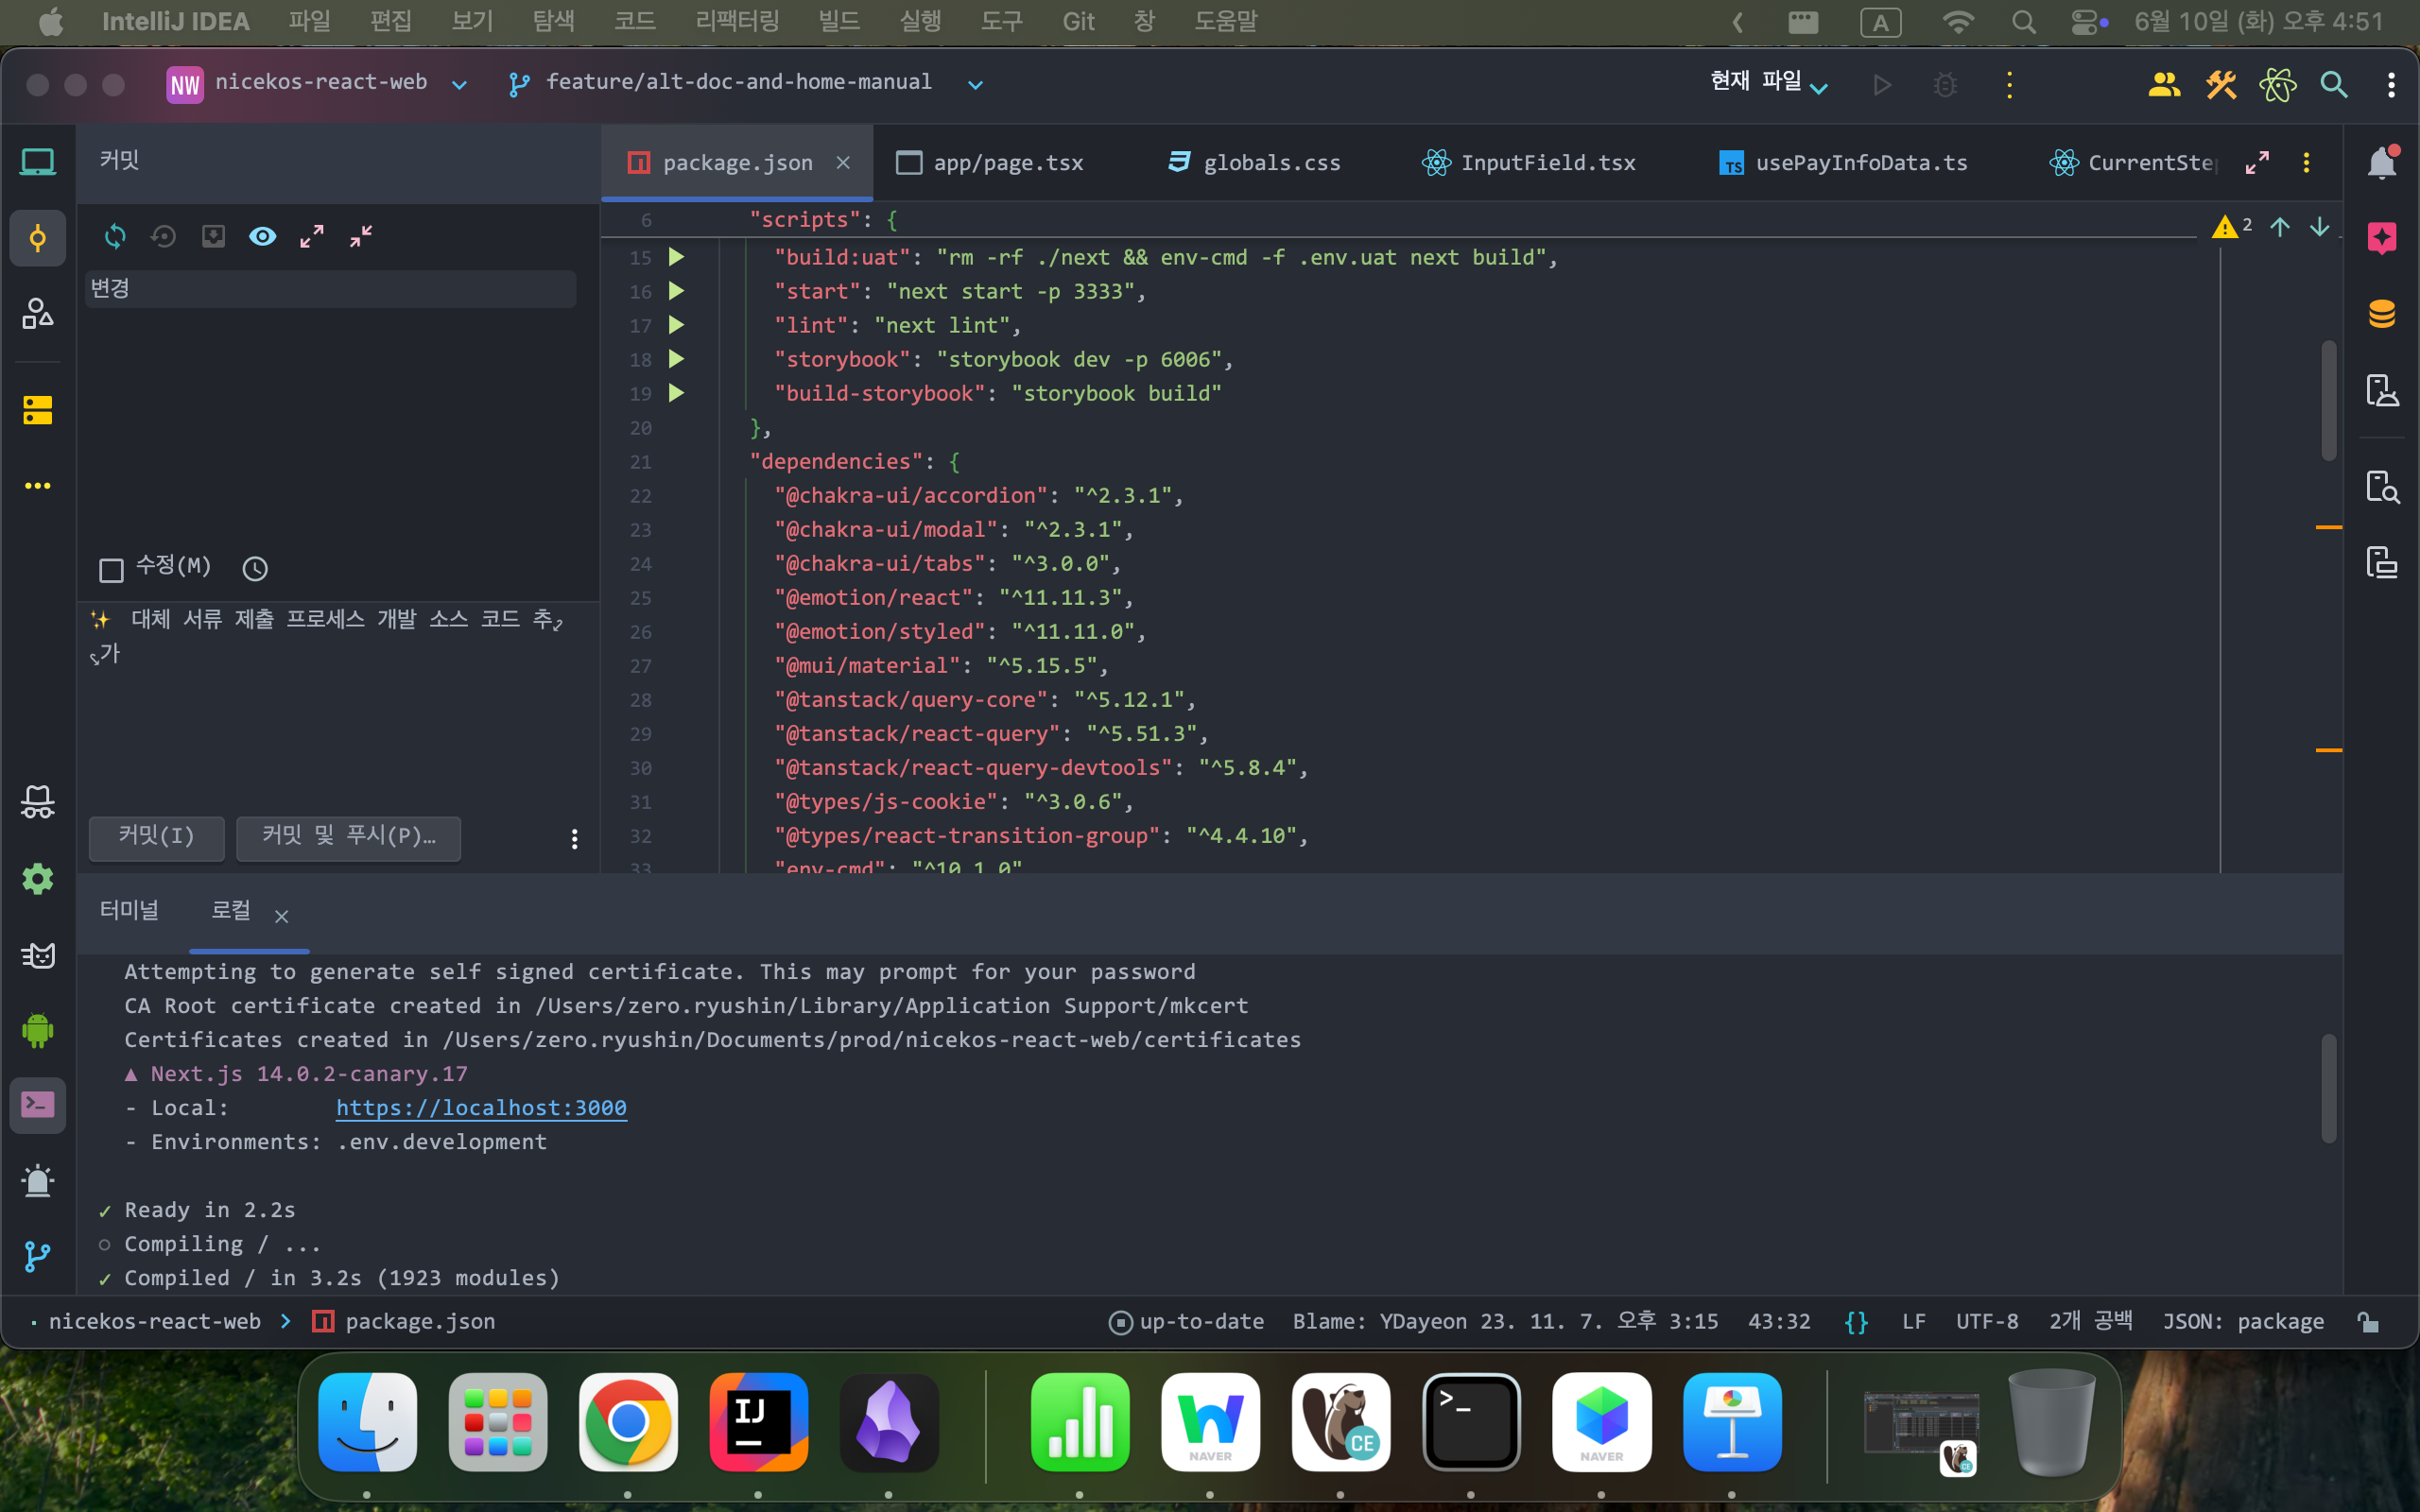 IntelliJ IDEA 파일 편집 보기 탐색 코드 리팩터링 빌드 실행 도구 Git 창 도움말 A 6월 10일 (화) 오후 4:51
NW nicekos-react-web feature/alt-doc-and-home-manual 현재 파일
커밋
package.json app/page.tsx globals.css InputField.tsx usePayInfoData.ts CurrentSte
변경
수정(M)
✨ 대체 서류 제출 프로세스 개발 소스 코드 추
가
커밋(I) 커밋 및 푸시(P)...
6 "scripts": {
2
15 "build:uat": "rm -rf ./next && env-cmd -f .env.uat next build",
16 "start": "next start -p 3333",
17 "lint": "next lint",
18 "storybook": "storybook dev -p 6006",
19 "build-storybook": "storybook build"
20 },
21 "dependencies": {
22 "@chakra-ui/accordion": "^2.3.1",
23 "@chakra-ui/modal": "^2.3.1",
24 "@chakra-ui/tabs": "^3.0.0",
25 "@emotion/react": "^11.11.3",
26 "@emotion/styled": "^11.11.0",
27 "@mui/material": "^5.15.5",
28 "@tanstack/query-core": "^5.12.1",
29 "@tanstack/react-query": "^5.51.3",
30 "@tanstack/react-query-devtools": "^5.8.4",
31 "@types/js-cookie": "^3.0.6",
32 "@types/react-transition-group": "^4.4.10",
33 "env-cmd": "^10.1.0"
터미널 로컬
Attempting to generate self signed certificate. This may prompt for your password
CA Root certificate created in /Users/zero.ryushin/Library/Application Support/mkcert
Certificates created in /Users/zero.ryushin/Documents/prod/nicekos-react-web/certificates
▲ Next.js 14.0.2-canary.17
- Local: https://localhost:3000
- Environments: .env.development
✓ Ready in 2.2s
○ Compiling / ...
✓ Compiled / in 3.2s (1923 modules)
nicekos-react-web package.json up-to-date Blame: YDayeon 23. 11. 7. 오후 3:15 43:32 {} LF UTF-8 2개 공백 JSON: package
IJ NAVER CE >_ NAVER